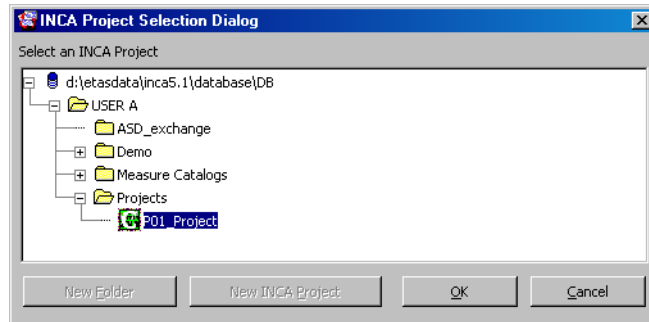 INCA Project Selection Dialog
Select an INCA Project
d:\etasdata\inca5.1\database\DB
USER A
ASD_exchange
Demo
Measure Catalogs
Projects
P01_Project
New Folder New INCA Project OK Cancel